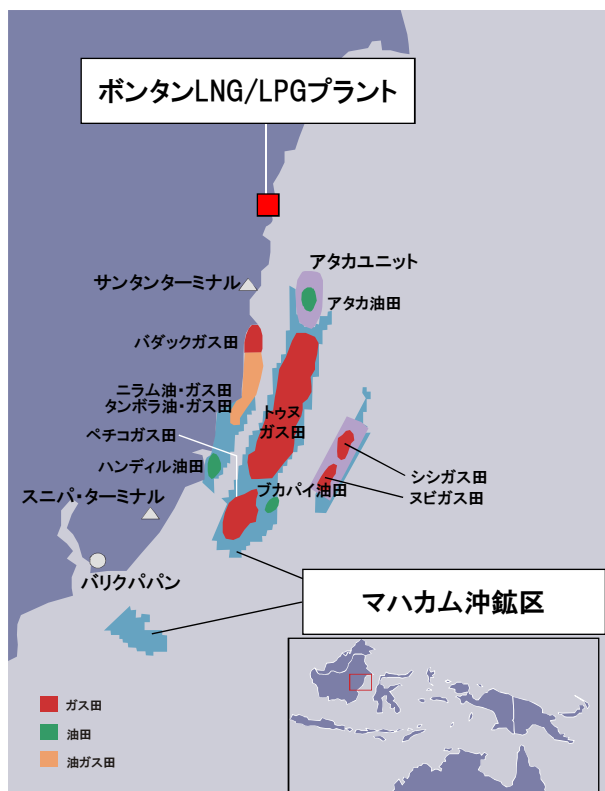 ボンタンLNG/LPGプラント
アタカユニット
サンタンターミナル
アタカ油田
バダックガス田
ニラム油・ガス田
タンボラ油・ガス田
トゥヌ
ガス田
ペチコガス田
ハンディル油田
シシガス田
ブカパイ油田
ヌビガス田
スニパ・ターミナル
バリクパパン
マハカム沖鉱区
ガス田
油田
油ガス田